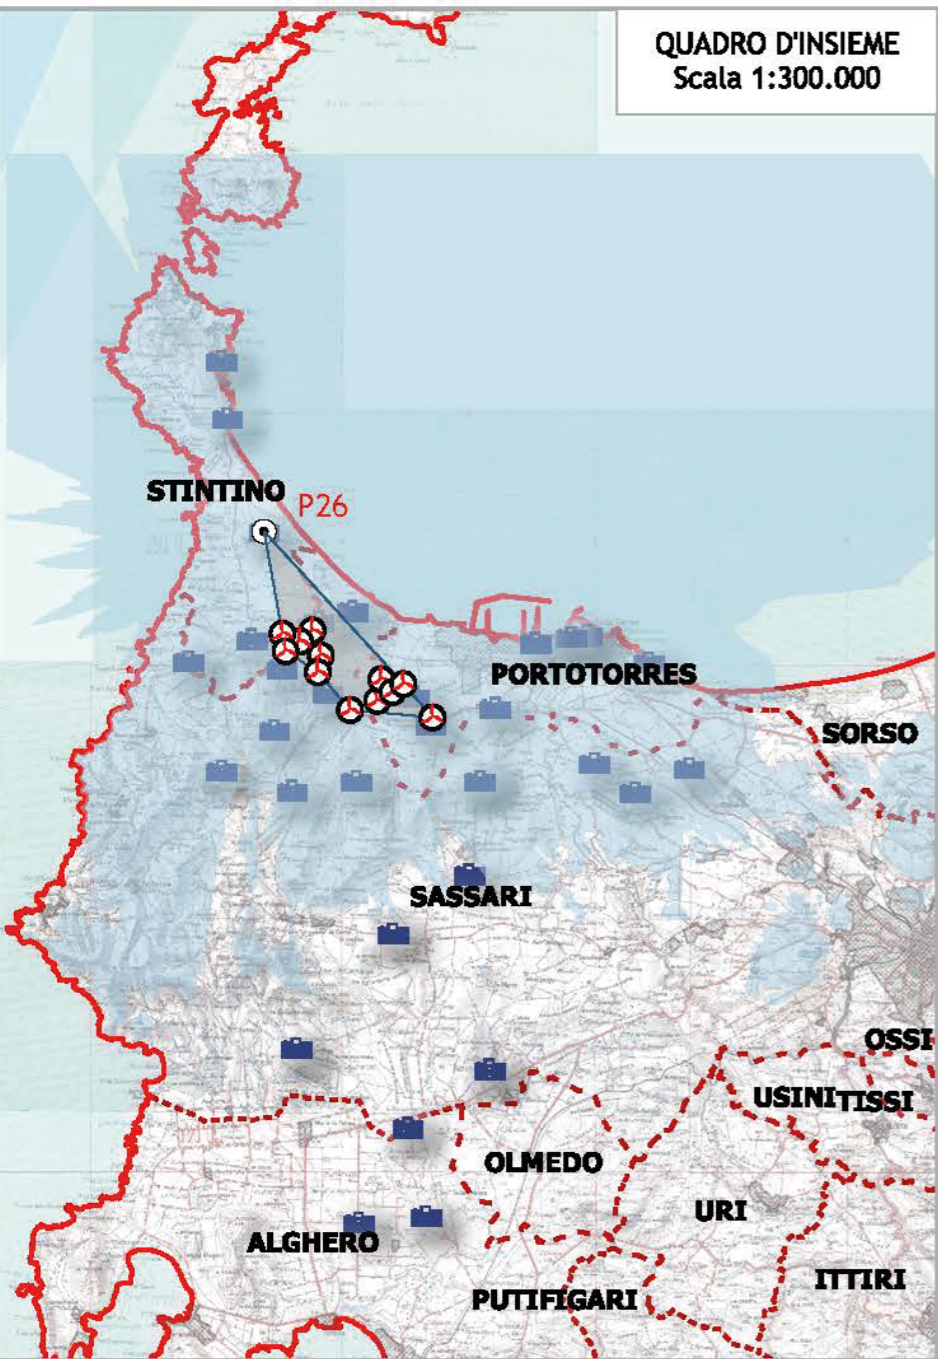 QUADRO D'INSIEME
Scala 1:300.000
STINTINO
P26
PORTOTORRES
SORSO
SASSARI
OSSI
USINI
TISSI
OLMEDO
URI
ALGHERO
ITTIRI
PUTIFIGARI